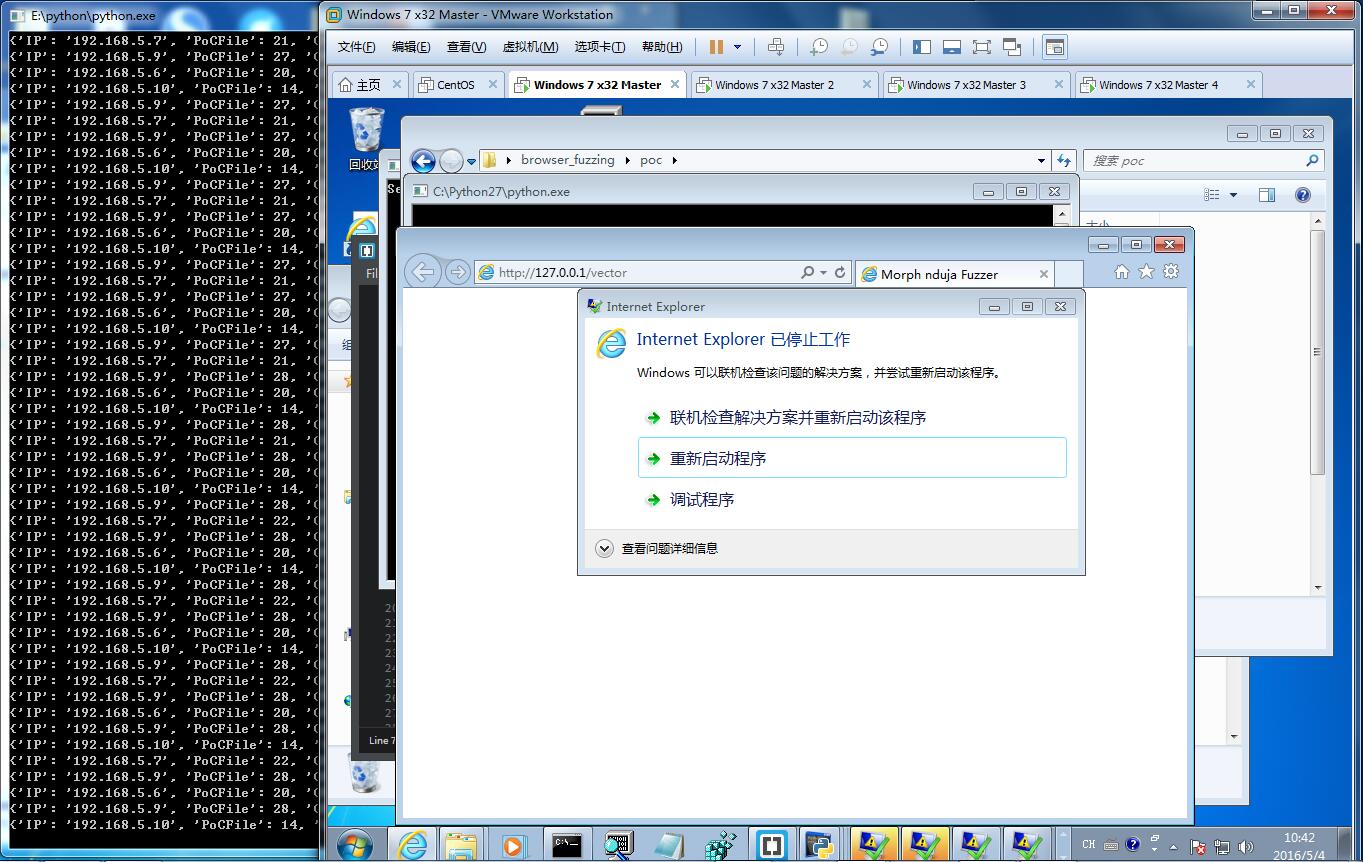 E:\python\python.exe
{'IP': '192.168.5.7', 'PoCFile': 21, '
{'IP': '192.168.5.9', 'PoCFile': 27, '
{'IP': '192.168.5.6', 'PoCFile': 20, '
{'IP': '192.168.5.10', 'PoCFile': 14,
{'IP': '192.168.5.9', 'PoCFile': 27, '
{'IP': '192.168.5.7', 'PoCFile': 21, '
{'IP': '192.168.5.9', 'PoCFile': 27, '
{'IP': '192.168.5.6', 'PoCFile': 20, '
{'IP': '192.168.5.10', 'PoCFile': 14,
{'IP': '192.168.5.9', 'PoCFile': 27, '
{'IP': '192.168.5.7', 'PoCFile': 21, '
{'IP': '192.168.5.9', 'PoCFile': 27, '
{'IP': '192.168.5.6', 'PoCFile': 20, '
{'IP': '192.168.5.10', 'PoCFile': 14,
{'IP': '192.168.5.9', 'PoCFile': 27, '
{'IP': '192.168.5.7', 'PoCFile': 21, '
{'IP': '192.168.5.9', 'PoCFile': 27, '
{'IP': '192.168.5.6', 'PoCFile': 20, '
{'IP': '192.168.5.10', 'PoCFile': 14,
{'IP': '192.168.5.9', 'PoCFile': 27, '
{'IP': '192.168.5.7', 'PoCFile': 21, '
{'IP': '192.168.5.9', 'PoCFile': 28, '
{'IP': '192.168.5.6', 'PoCFile': 20, '
{'IP': '192.168.5.10', 'PoCFile': 14,
{'IP': '192.168.5.9', 'PoCFile': 28, '
{'IP': '192.168.5.7', 'PoCFile': 21, '
{'IP': '192.168.5.9', 'PoCFile': 28, '
{'IP': '192.168.5.6', 'PoCFile': 20, '
{'IP': '192.168.5.10', 'PoCFile': 14,
{'IP': '192.168.5.9', 'PoCFile': 28, '
{'IP': '192.168.5.7', 'PoCFile': 22, '
{'IP': '192.168.5.9', 'PoCFile': 28, '
{'IP': '192.168.5.6', 'PoCFile': 20, '
{'IP': '192.168.5.10', 'PoCFile': 14,
{'IP': '192.168.5.9', 'PoCFile': 28, '
{'IP': '192.168.5.7', 'PoCFile': 22, '
{'IP': '192.168.5.9', 'PoCFile': 28, '
{'IP': '192.168.5.6', 'PoCFile': 20, '
{'IP': '192.168.5.10', 'PoCFile': 14,
{'IP': '192.168.5.9', 'PoCFile': 28, '
{'IP': '192.168.5.7', 'PoCFile': 22, '
{'IP': '192.168.5.9', 'PoCFile': 28, '
{'IP': '192.168.5.6', 'PoCFile': 20, '
{'IP': '192.168.5.9', 'PoCFile': 28, '
{'IP': '192.168.5.10', 'PoCFile': 14,
{'IP': '192.168.5.7', 'PoCFile': 22, '
{'IP': '192.168.5.9', 'PoCFile': 28, '
{'IP': '192.168.5.6', 'PoCFile': 20, '
{'IP': '192.168.5.9', 'PoCFile': 28, '
{'IP': '192.168.5.10', 'PoCFile': 14,
Windows 7 x32 Master - VMware Workstation
文件(F) 编辑(E) 查看(V) 虚拟机(M) 选项卡(T) 帮助(H)
主页 CentOS Windows 7 x32 Master Windows 7 x32 Master 2 Windows 7 x32 Master 3 Windows 7 x32 Master 4
回收站
browser_fuzzing poc
搜索 poc
Se
C:\Python27\python.exe
大小
Fil
组
http://127.0.0.1/vector
Morph nduja Fuzzer
Internet Explorer
Internet Explorer 已停止工作
Windows 可以联机检查该问题的解决方案，并尝试重新启动该程序。
联机检查解决方案并重新启动该程序
重新启动程序
调试程序
查看问题详细信息
20
21
22
23
24
25
26
27
Line 7
CH
10:42
2016/5/4